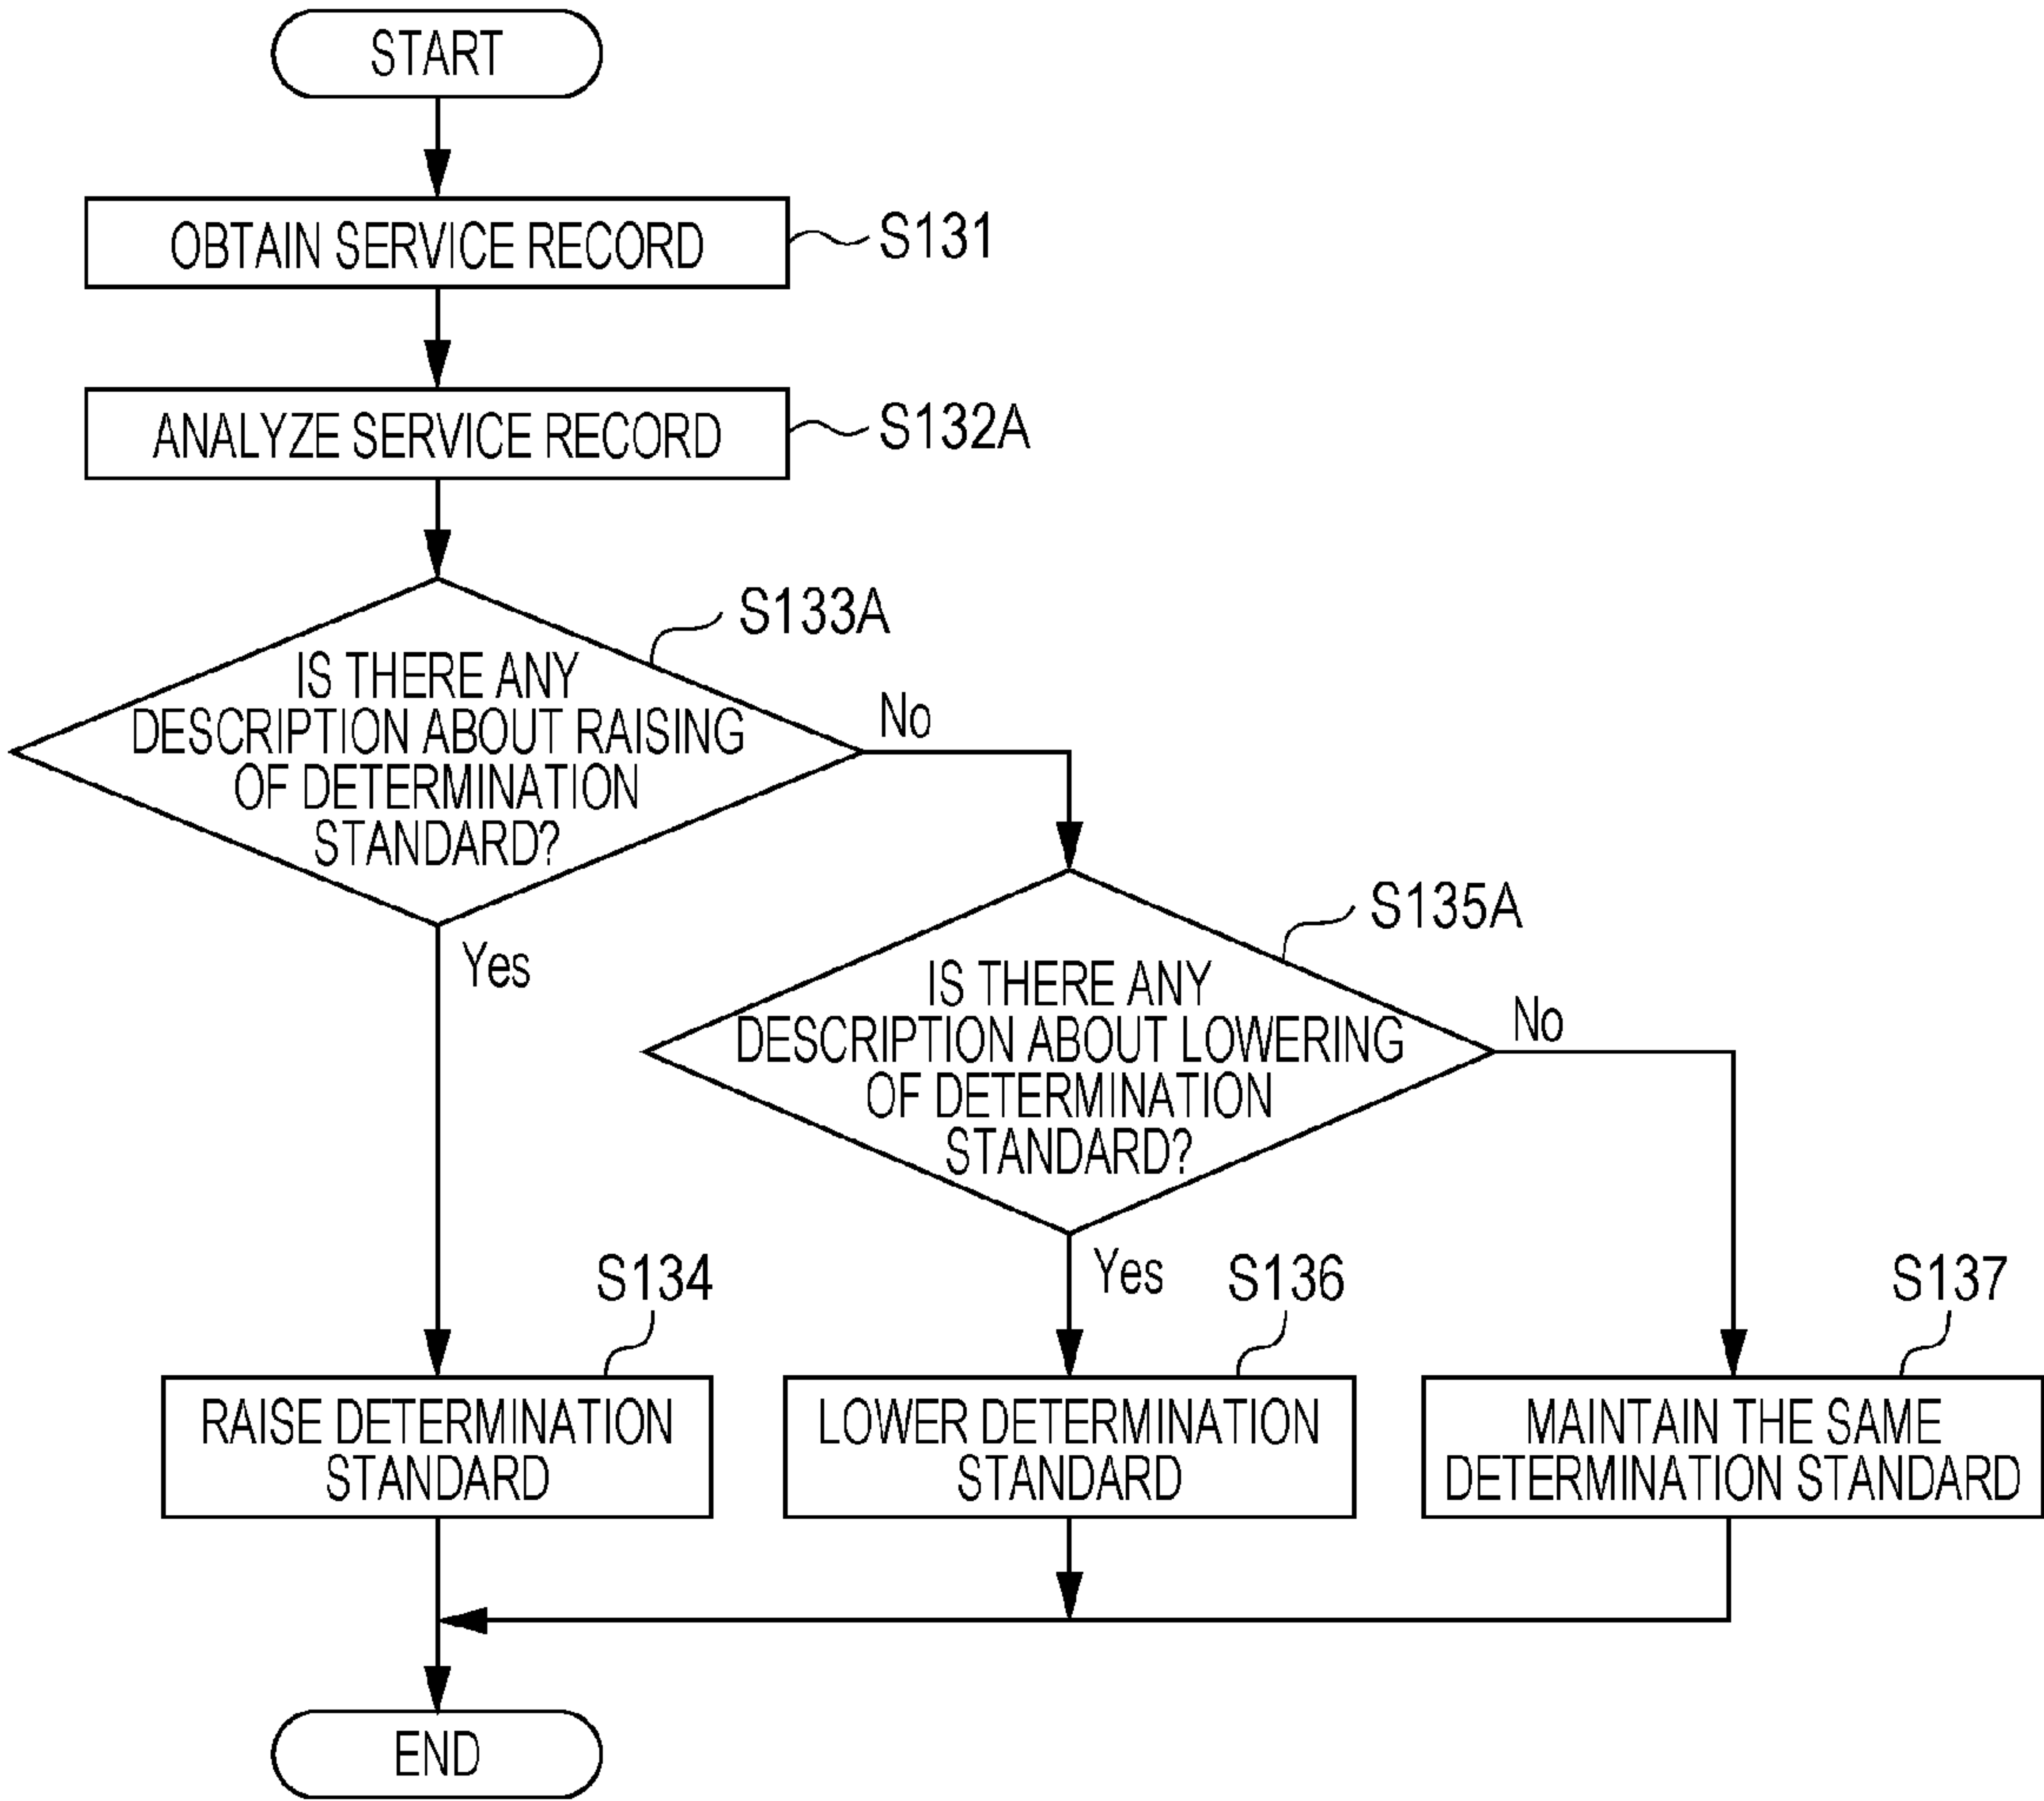 START
OBTAIN SERVICE RECORD
S131
ANALYZE SERVICE RECORD
S132A
S133A
IS THERE ANY
DESCRIPTION ABOUT RAISING
OF DETERMINATION
STANDARD?
No
Yes
S135A
IS THERE ANY
DESCRIPTION ABOUT LOWERING
OF DETERMINATION
STANDARD?
No
Yes
S134
RAISE DETERMINATION
STANDARD
S136
LOWER DETERMINATION
STANDARD
S137
MAINTAIN THE SAME
DETERMINATION STANDARD
END